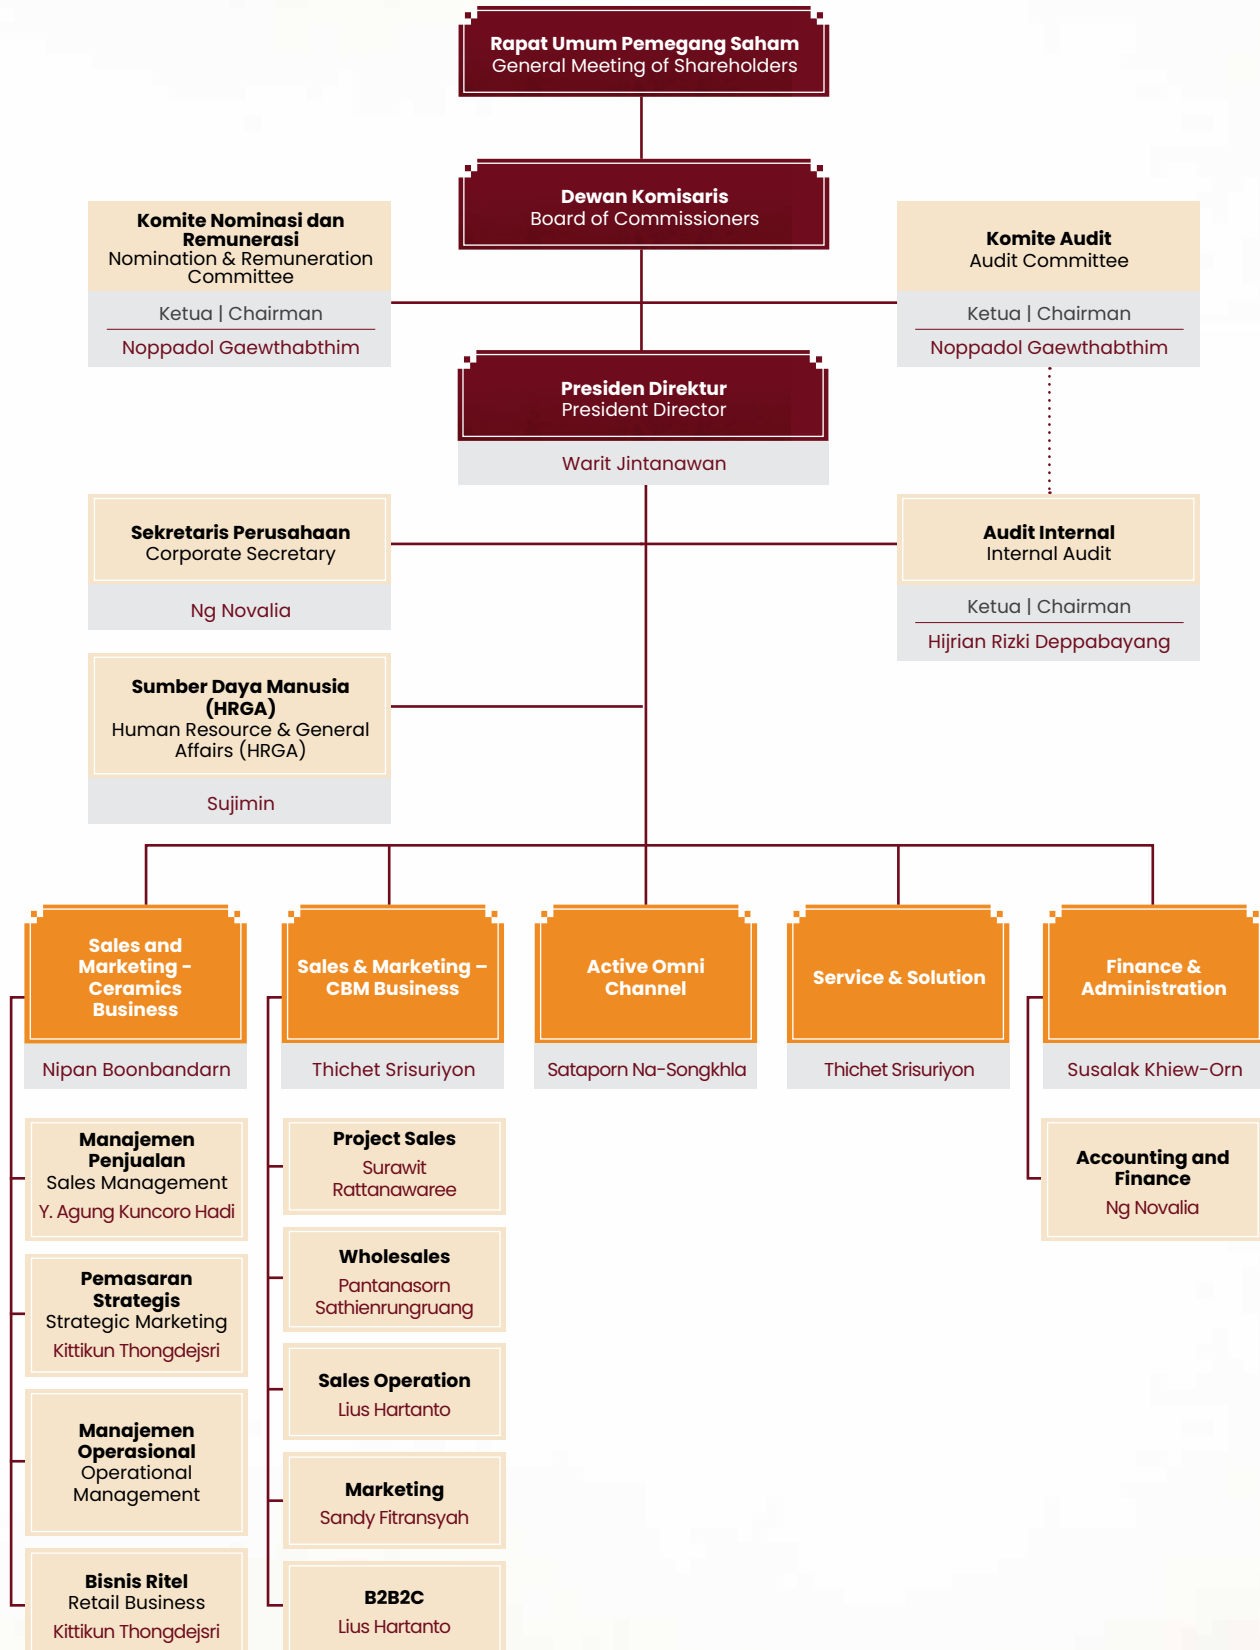 Rapat Umum Pemegang Saham
General Meeting of Shareholders
Dewan Komisaris
Board of Commissioners
Komite Nominasi dan
Remunerasi
Nomination & Remuneration
Committee
Ketua | Chairman
Noppadol Gaewthabthim
Komite Audit
Audit Committee
Ketua | Chairman
Noppadol Gaewthabthim
Presiden Direktur
President Director
Warit Jintanawan
Sekretaris Perusahaan
Corporate Secretary
Ng Novalia
Audit Internal
Internal Audit
Ketua | Chairman
Hijrian Rizki Deppabayang
Sumber Daya Manusia
(HRGA)
Human Resource & General
Affairs (HRGA)
Sujimin
Sales and
Marketing -
Ceramics
Business
Nipan Boonbandarn
Sales & Marketing –
CBM Business
Thichet Srisuriyon
Active Omni
Channel
Sataporn Na-Songkhla
Service & Solution
Thichet Srisuriyon
Finance &
Administration
Susalak Khiew-Orn
Manajemen
Penjualan
Sales Management
Y. Agung Kuncoro Hadi
Pemasaran
Strategis
Strategic Marketing
Kittikun Thongdejsri
Manajemen
Operasional
Operational
Management
Bisnis Ritel
Retail Business
Kittikun Thongdejsri
Project Sales
Surawit
Rattanawaree
Wholesales
Pantanasorn
Sathienrungruang
Sales Operation
Lius Hartanto
Marketing
Sandy Fitransyah
B2B2C
Lius Hartanto
Accounting and
Finance
Ng Novalia